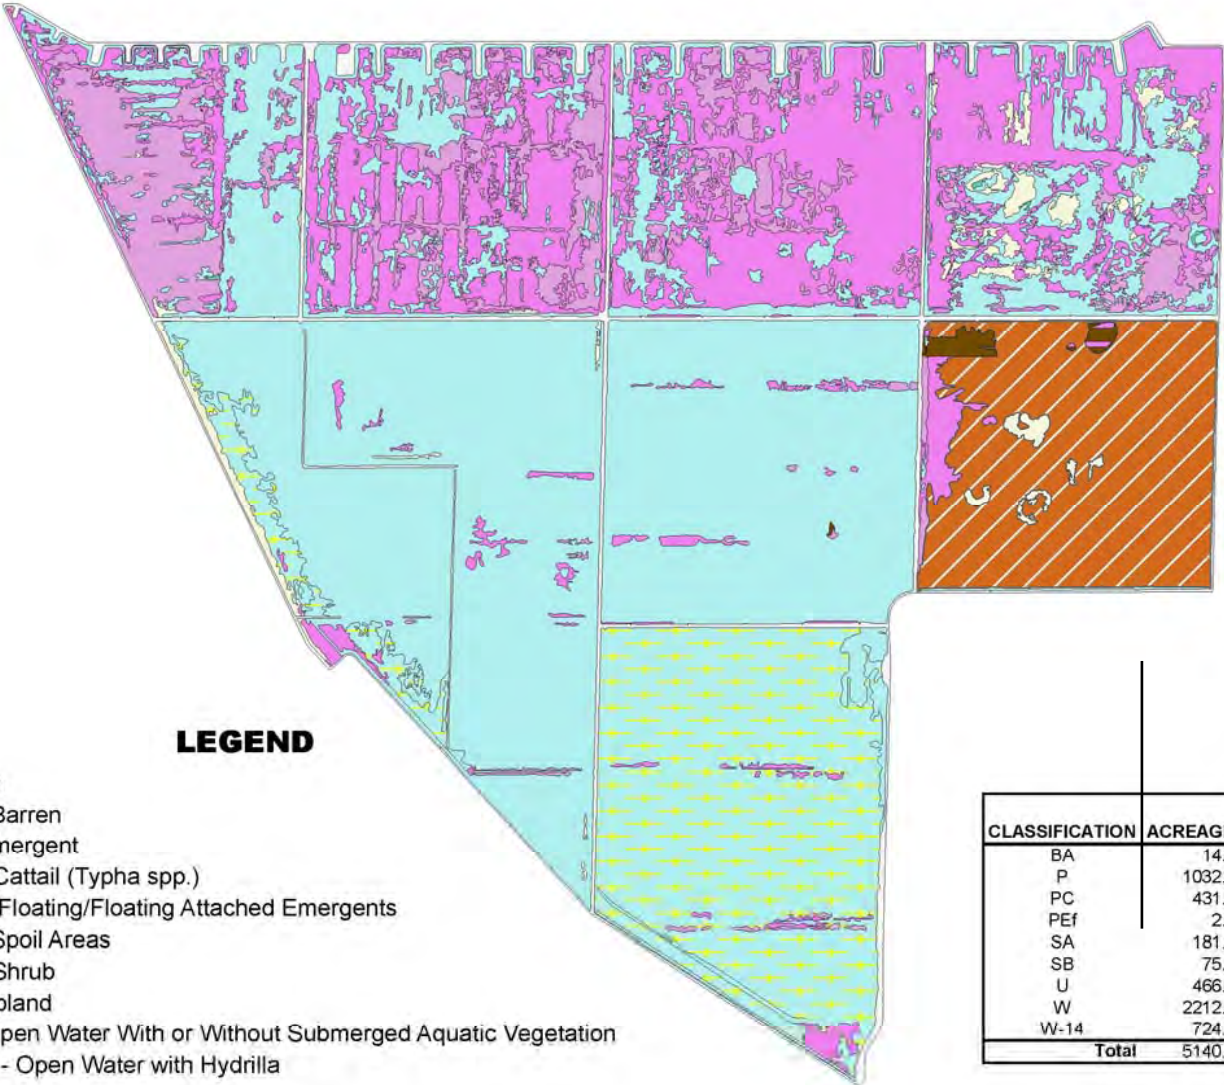 LEGEND
Barren
mergent
Cattail (Typha spp.)
Floating/Floating Attached Emergents
Spoil Areas
Shrub
pland
pen Water With or Without Submerged Aquatic Vegetation
- Open Water with Hydrilla
CLASSIFICATION ACREAG
BA 14.
P 1032.
PC 431.
PEf 2.
SA 181.
SB 75.
U 466.
W 2212.
W-14 724.
Total 5140.